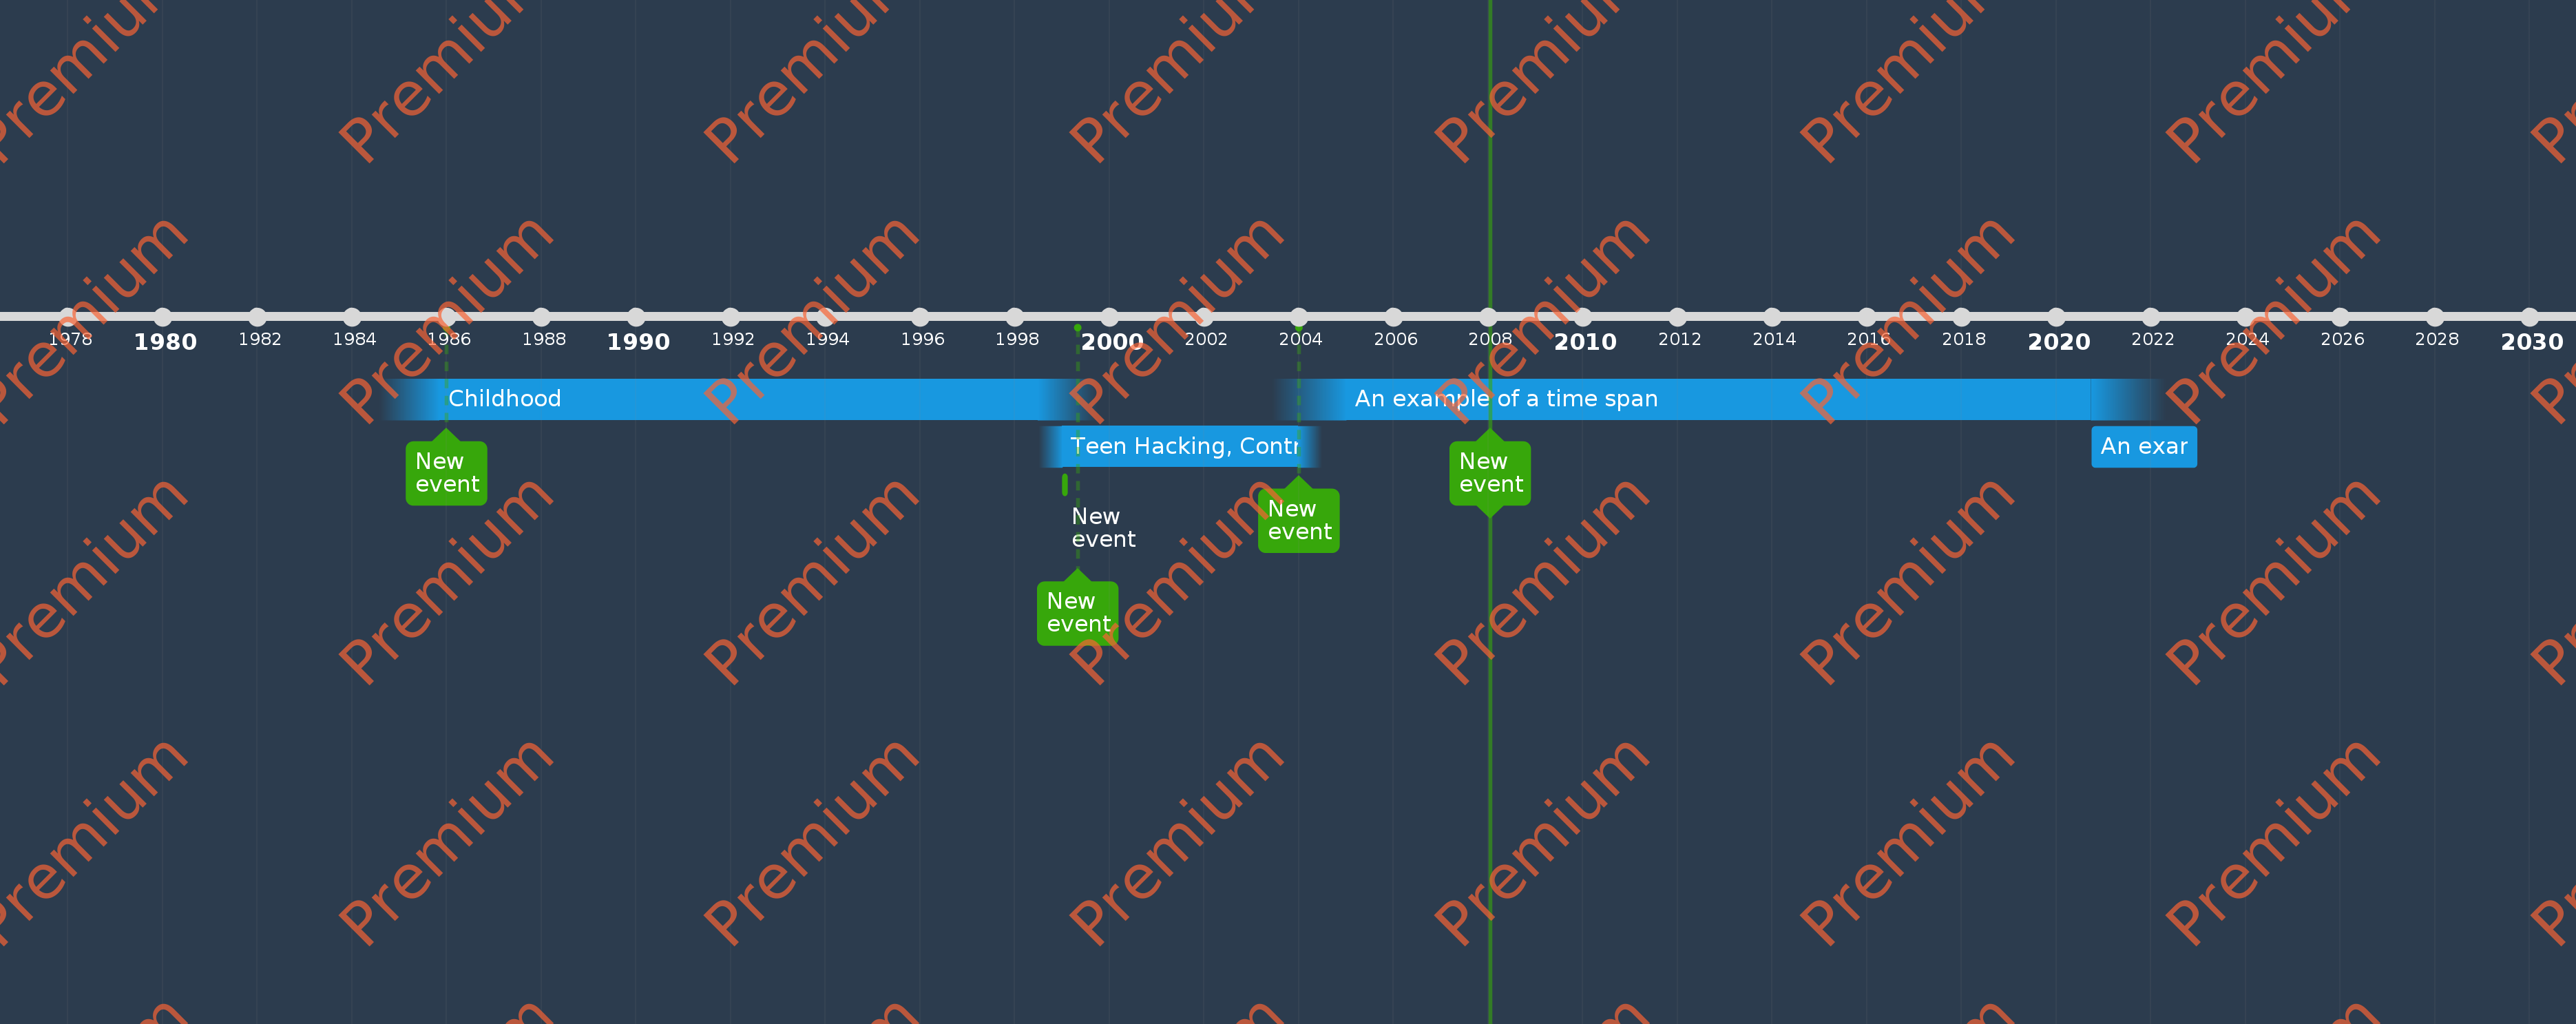 Premium Premium Premium Premium Premium Premium Premium
Premium Premium Premium Premium Premium Premium Premium
1978 1980 1982 1984 1986 1988 1990 1992 1994 1996 1998 2000 2002 2004 2006 2008 2010 2012 2014 2016 2018 2020 2022 2024 2026 2028 2030
Childhood
An example of a time span
Teen Hacking, Contr
An exar
New
event
New
event
New
event
New
event
New
event
Premium Premium Premium Premium Premium Premium Premium
Premium Premium Premium Premium Premium Premium Premium